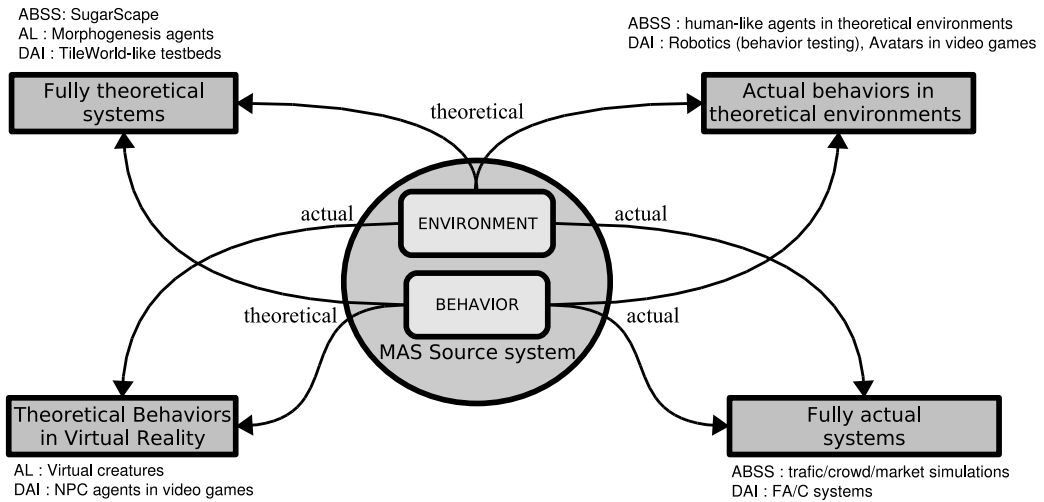 ABSS: SugarScape
AL : Morphogenesis agents
DAI : TileWorld-like testbeds
Fully theoretical
systems
ABSS : human-like agents in theoretical environments
DAI : Robotics (behavior testing), Avatars in video games
Actual behaviors in
theoretical environments
theoretical
actual
ENVIRONMENT
actual
theoretical
BEHAVIOR
actual
MAS Source system
Theoretical Behaviors
in Virtual Reality
AL : Virtual creatures
DAI : NPC agents in video games
Fully actual
systems
ABSS : trafic/crowd/market simulations
DAI : FA/C systems